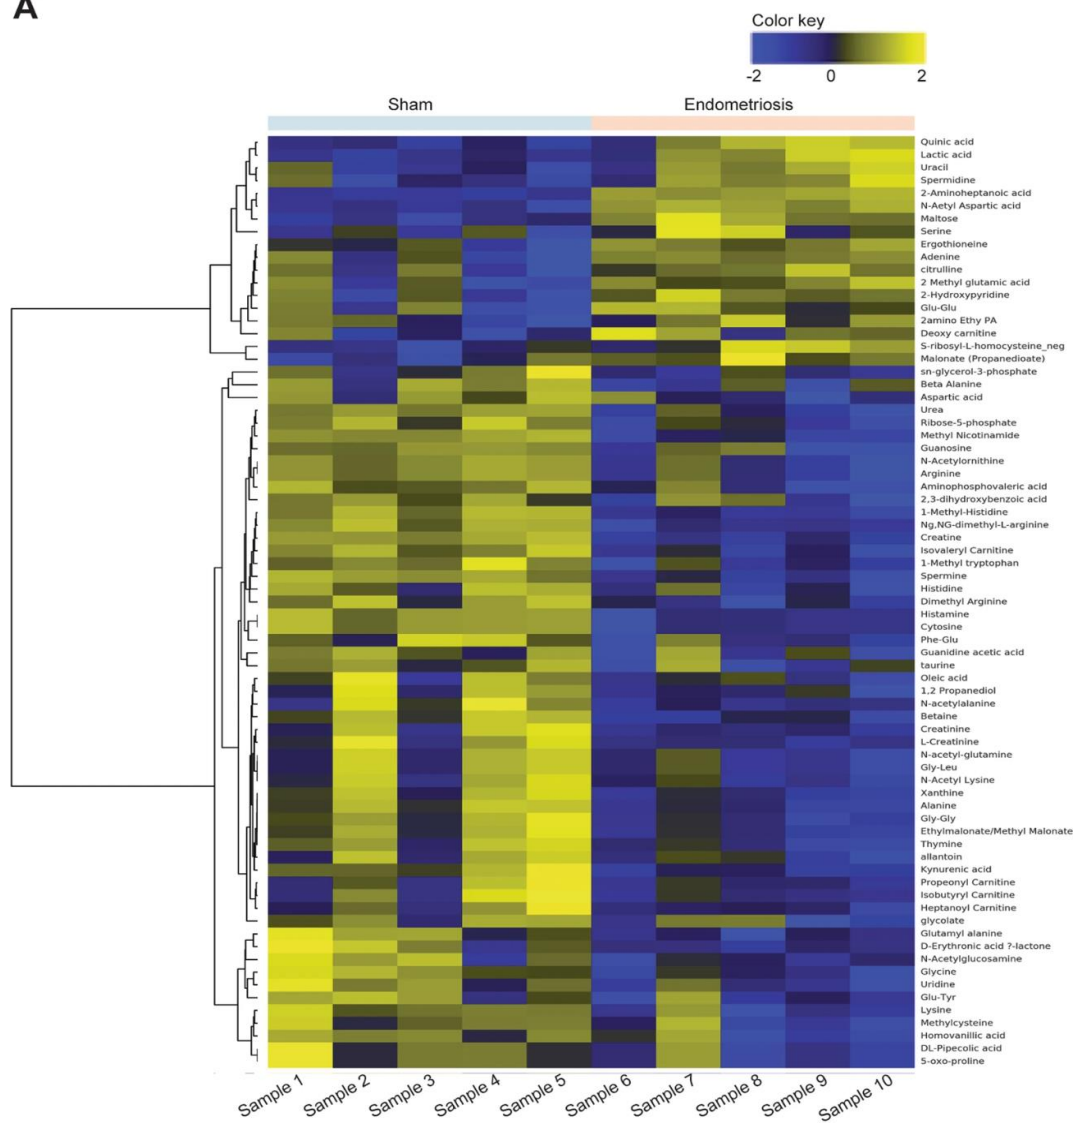 A
Color key
-2 0 2
Sham Endometriosis
Quinic acid
Lactic acid
Uracil
Spermidine
2-Aminoheptanoic acid
N-Aetyl Aspartic acid
Maltose
Serine
Ergothioneine
Adenine
citrulline
2 Methyl glutamic acid
2-Hydroxypyridine
Glu-Glu
2amino Ethy PA
Deoxy carnitine
S-ribosyl-L-homocysteine_neg
Malonate (Propanedioate)
sn-glycerol-3-phosphate
Beta Alanine
Aspartic acid
Urea
Ribose-5-phosphate
Methyl Nicotinamide
Guanosine
N-Acetylornithine
Arginine
Aminophosphovaleric acid
2,3-dihydroxybenzoic acid
1-Methyl-Histidine
Ng,NG-dimethyl-L-arginine
Creatine
Isovaleryl Carnitine
1-Methyl tryptophan
Spermine
Histidine
Dimethyl Arginine
Histamine
Cytosine
Phe-Glu
Guanidine acetic acid
taurine
Oleic acid
1,2 Propanediol
N-acetylalanine
Betaine
Creatinine
L-Creatinine
N-acetyl-glutamine
Gly-Leu
N-Acetyl Lysine
Xanthine
Alanine
Gly-Gly
Ethylmalonate/Methyl Malonate
Thymine
allantoin
Kynurenic acid
Propeonyl Carnitine
Isobutyryl Carnitine
Heptanoyl Carnitine
glycolate
Glutamyl alanine
D-Erythronic acid ?-lactone
N-Acetylglucosamine
Glycine
Uridine
Glu-Tyr
Lysine
Methylcysteine
Homovanillic acid
DL-Pipecolic acid
5-oxo-proline
Sample 1 Sample 2 Sample 3 Sample 4 Sample 5 Sample 6 Sample 7 Sample 8 Sample 9 Sample 10